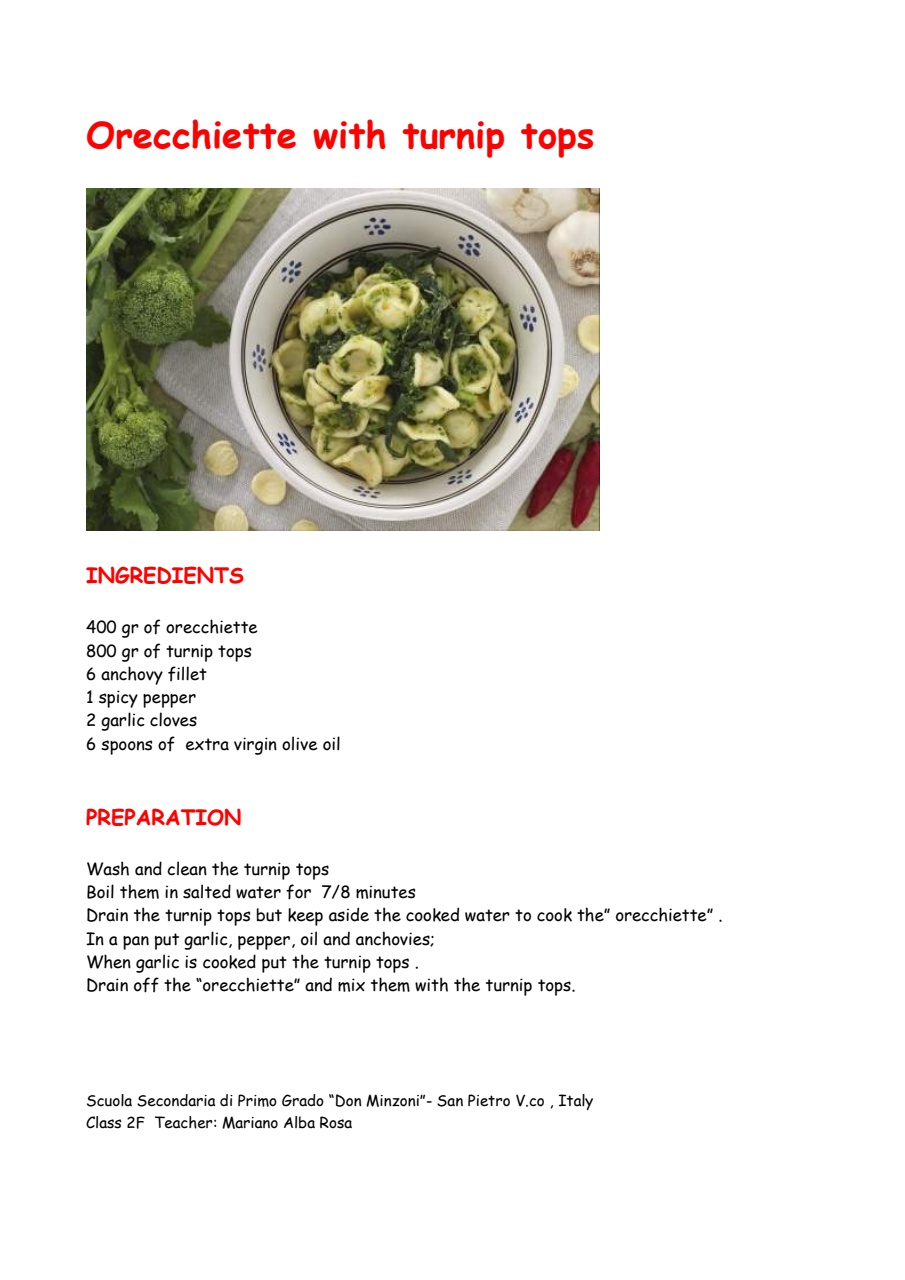 Orecchiette with turnip tops
INGREDIENTS
400 gr of orecchiette
800 gr of turnip tops
6 anchovy fillet
1 spicy pepper
2 garlic cloves
6 spoons of  extra virgin olive oil
PREPARATION
Wash and clean the turnip tops
Boil them in salted water for  7/8 minutes
Drain the turnip tops but keep aside the cooked water to cook the” orecchiette” .
In a pan put garlic, pepper, oil and anchovies;
When garlic is cooked put the turnip tops .
Drain off the “orecchiette” and mix them with the turnip tops.
Scuola Secondaria di Primo Grado “Don Minzoni”- San Pietro V.co , Italy
Class 2F  Teacher: Mariano Alba Rosa